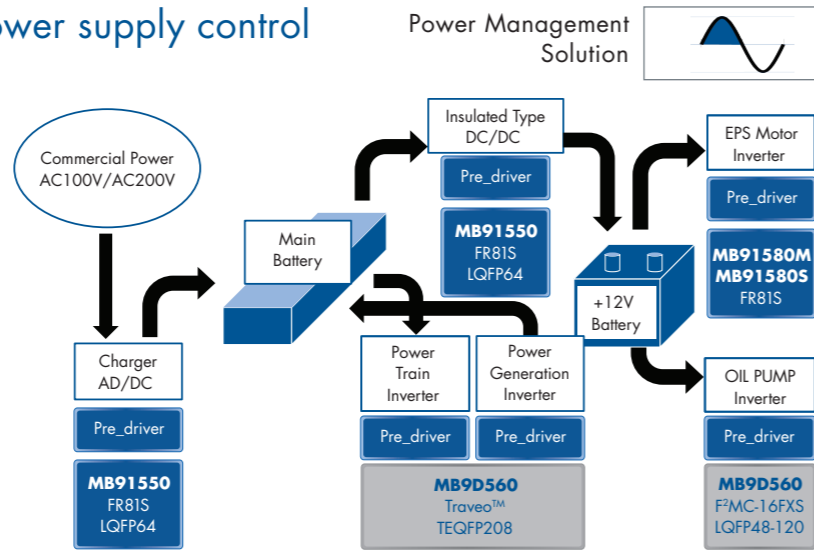 ower supply control
Power Management
Solution
Commercial Power
AC100V/AC200V
Insulated Type
DC/DC
Pre_driver
MB91550
FR81S
LQFP64
EPS Motor
Inverter
Pre_driver
MB91580M
MB91580S
FR81S
Main
Battery
+12V
Battery
Charger
AD/DC
Pre_driver
MB91550
FR81S
LQFP64
Power
Train
Inverter
Pre_driver
Power
Generation
Inverter
Pre_driver
MB9D560
Traveo™
TEQFP208
OIL PUMP
Inverter
Pre_driver
MB9D560
F²MC-16FXS
LQFP48-120